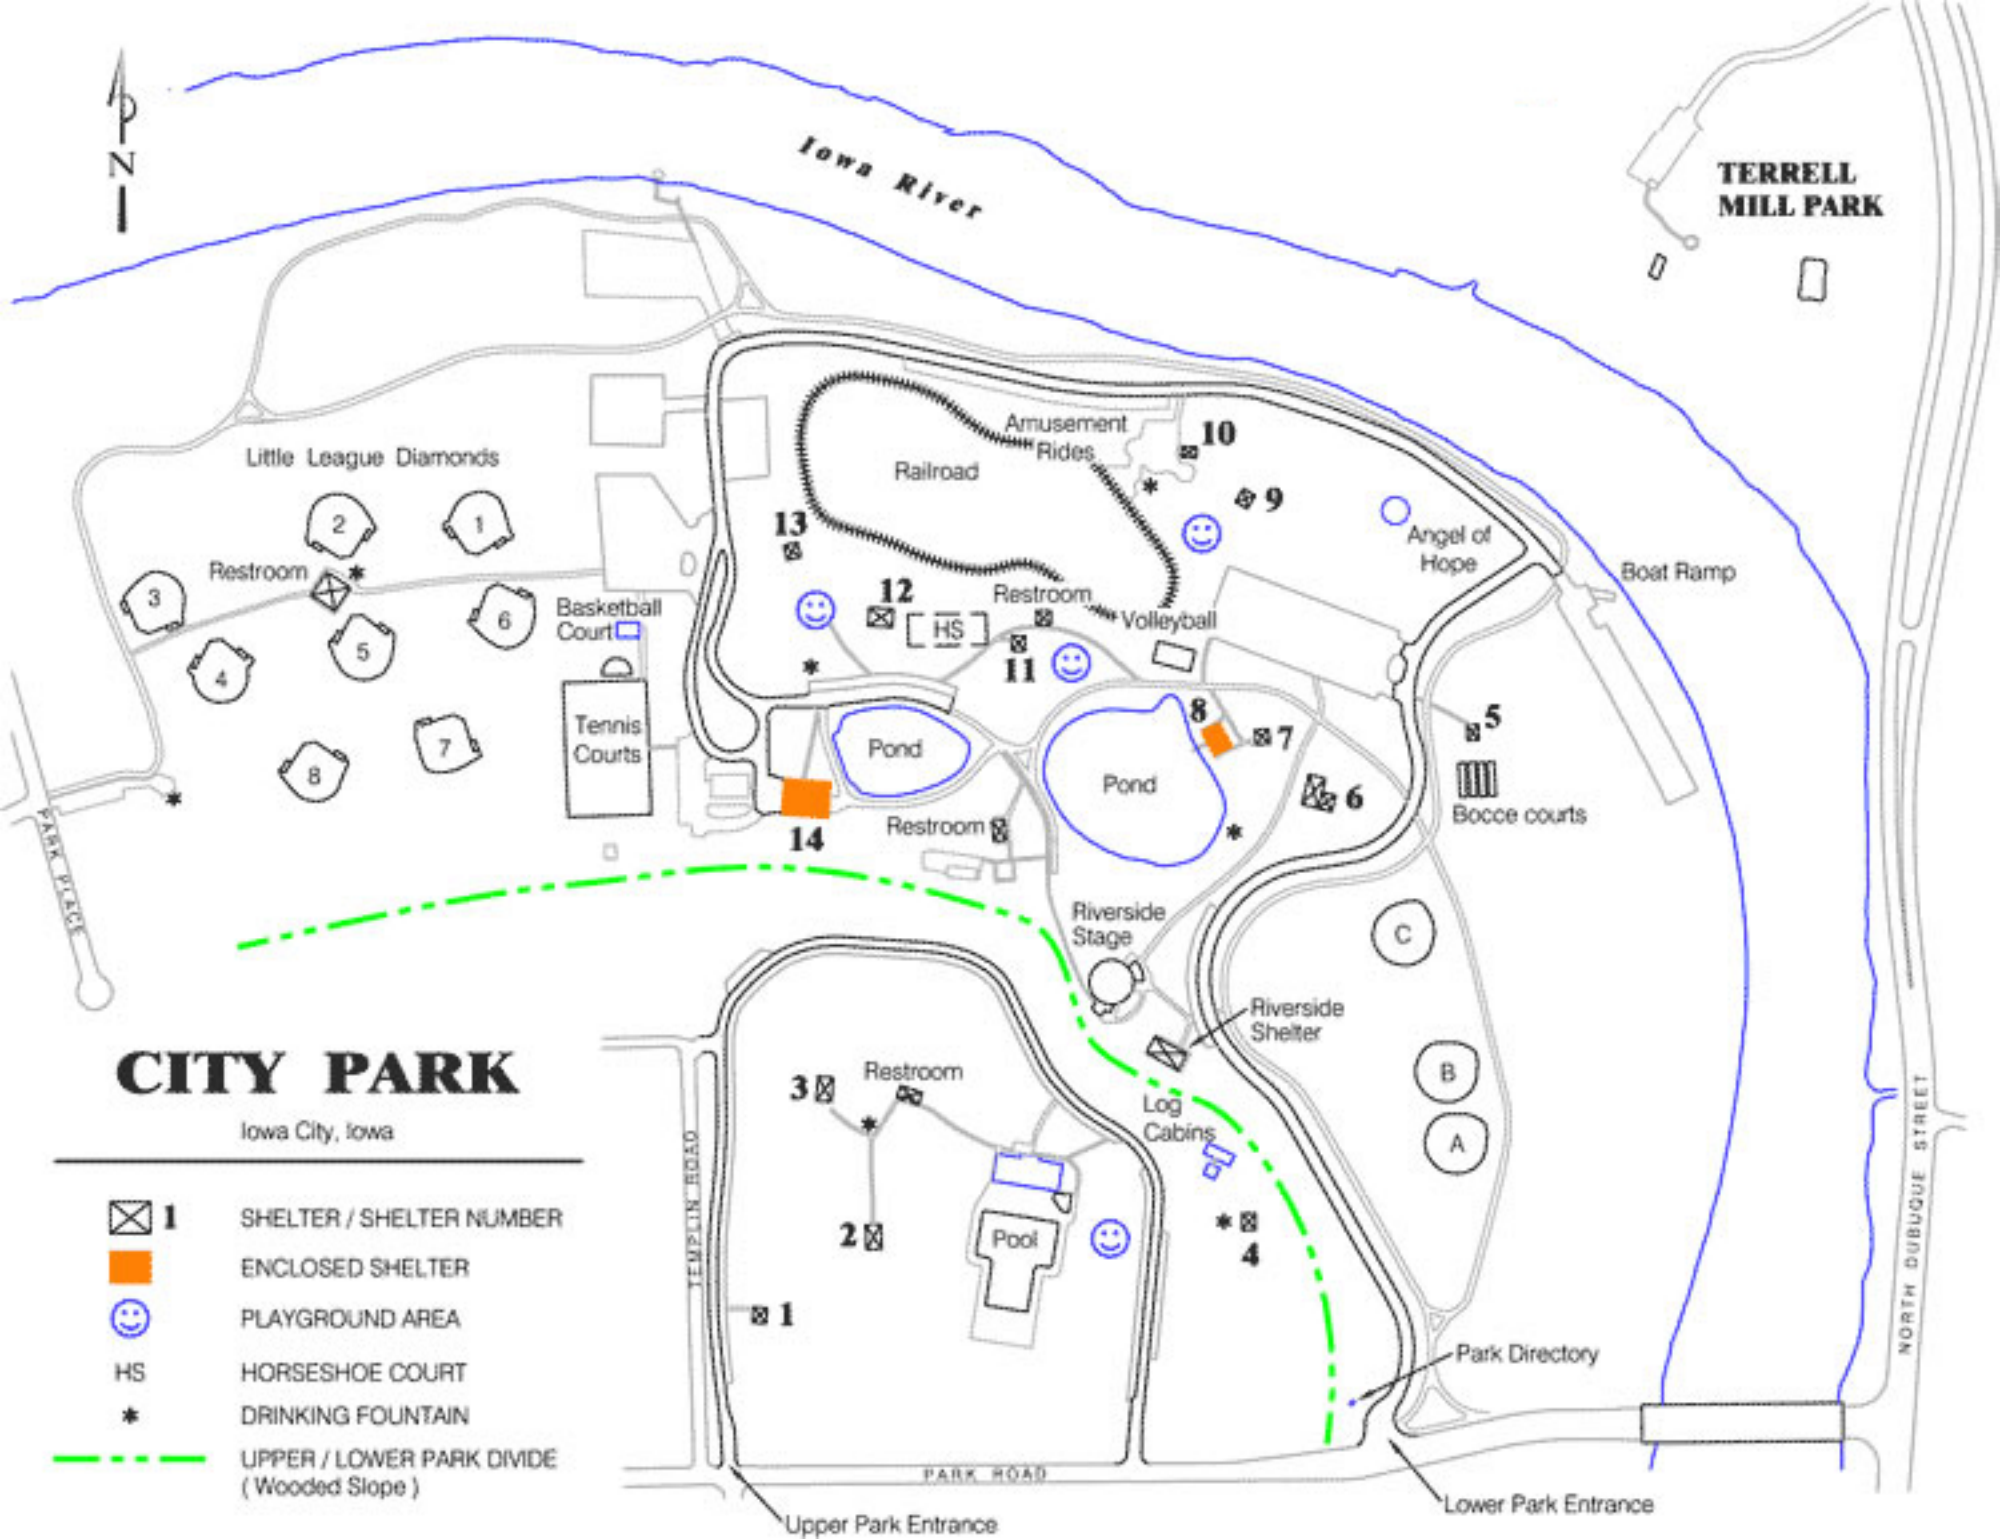 Iowa River
TERRELL
MILL PARK
N
Amusement
Rides
10
Little League Diamonds
Railroad
9
2
1
13
Angel of
Hope
Restroom
Boat Ramp
3
12
Restroom
6
Basketball
Court
HS
Volleyball
5
4
11
8
5
Tennis
Courts
7
Pond
7
8
Pond
6
Bocce courts
PARK PLACE
14
Restroom
Riverside
Stage
C
Riverside
Shelter
CITY PARK
3
Restroom
B
Iowa City, Iowa
Log
Cabins
A
TEMPLIN ROAD
NORTH DUBUQUE STREET
1 SHELTER / SHELTER NUMBER
2
Pool
4
ENCLOSED SHELTER
PLAYGROUND AREA
1
HS HORSESHOE COURT
Park Directory
* DRINKING FOUNTAIN
UPPER / LOWER PARK DIVIDE
( Wooded Slope )
PARK ROAD
Lower Park Entrance
Upper Park Entrance